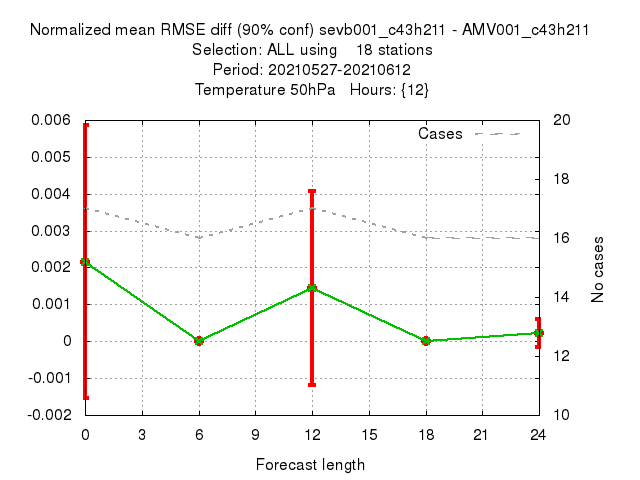 Normalized mean RMSE diff (90% conf) sevb001_c43h211 - AMV001_c43h211
Selection: ALL using    18 stations
Period: 20210527-20210612
Temperature 50hPa   Hours: {12}
Cases
0.006
0.005
0.004
0.003
0.002
0.001
0
-0.001
-0.002
20
18
16
14
12
10
No cases
0 3 6 9 12 15 18 21 24
Forecast length